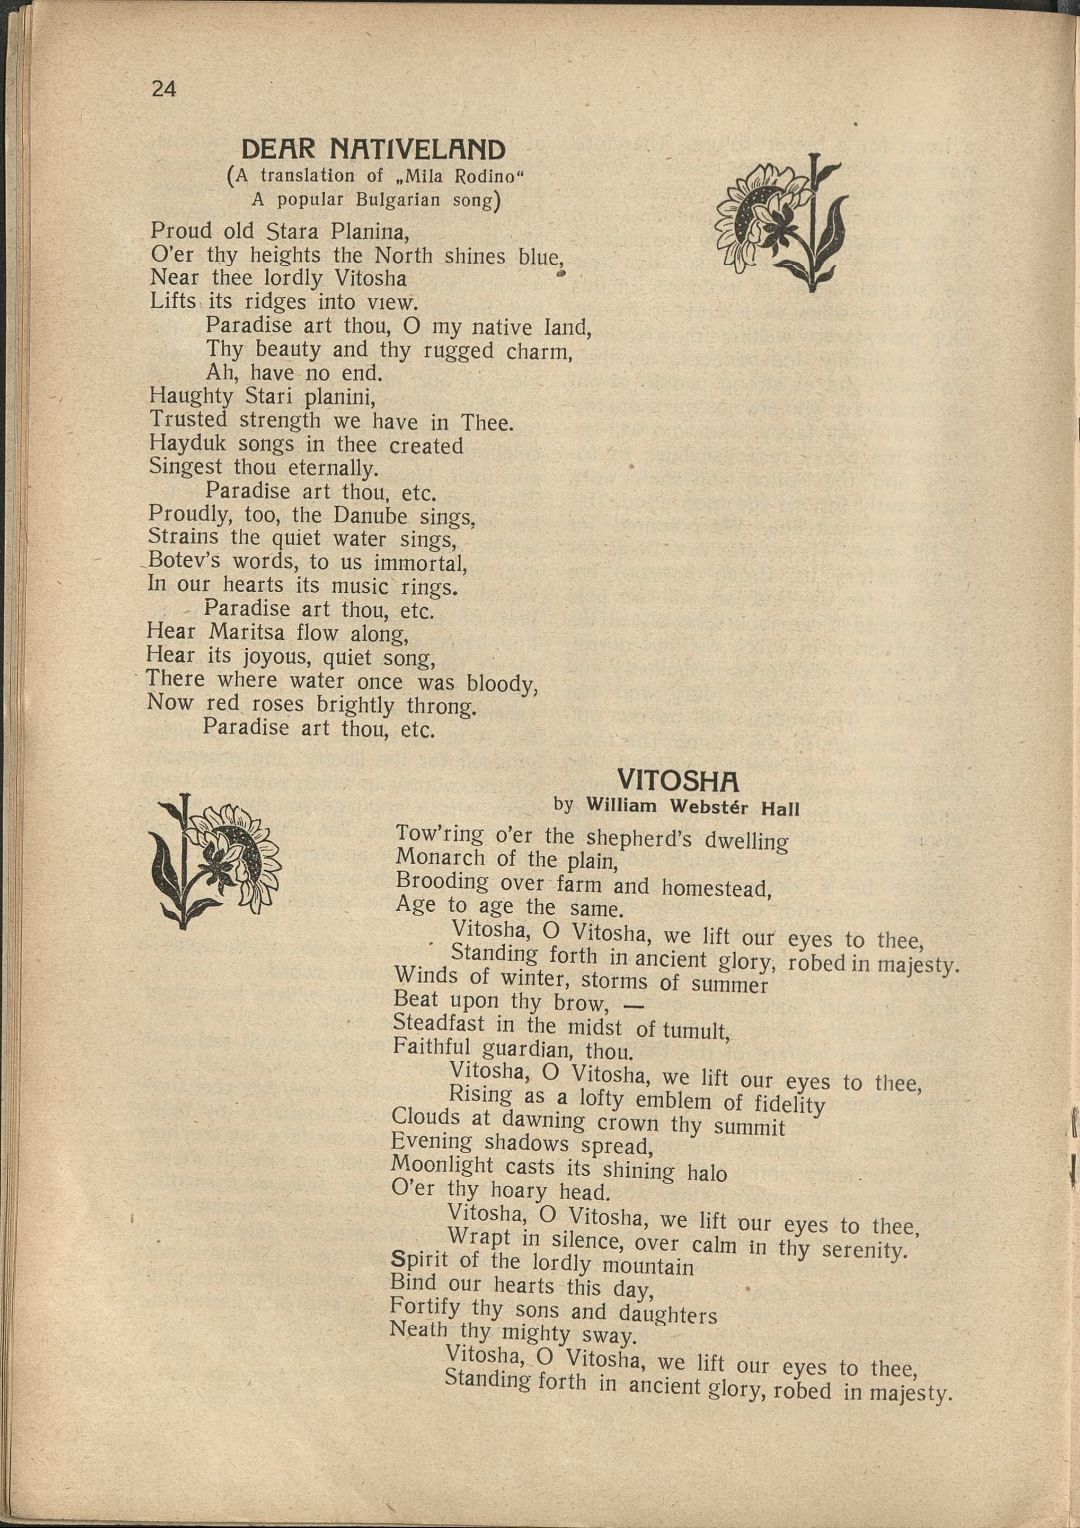 24
DEAR NATIVELAND
(A translation of „Mila Rodino“
A popular Bulgarian song)
Proud old Stara Planina,
O'er thy heights the North shines blue,
Near thee lordly Vitosha
Lifts its ridges into view.
Paradise art thou, O my native land,
Thy beauty and thy rugged charm,
Ah, have no end.
Haughty Stari planini,
Trusted strength we have in Thee.
Hayduk songs in thee created
Singest thou eternally.
Paradise art thou, etc.
Proudly, too, the Danube sings,
Strains the quiet water sings,
Botev's words, to us immortal,
In our hearts its music rings.
Paradise art thou, etc.
Hear Maritsa flow along,
Hear its joyous, quiet song,
There where water once was bloody,
Now red roses brightly throng.
Paradise art thou, etc.
VITOSHA
by William Webstér Hall
Tow'ring o'er the shepherd's dwelling
Monarch of the plain,
Brooding over farm and homestead,
Age to age the same.
Vitosha, O Vitosha, we lift our eyes to thee,
Standing forth in ancient glory, robed in majesty.
Winds of winter, storms of summer
Beat upon thy brow, —
Steadfast in the midst of tumult,
Faithful guardian, thou.
Vitosha, O Vitosha, we lift our eyes to thee,
Rising as a lofty emblem of fidelity
Clouds at dawning crown thy summit
Evening shadows spread,
Moonlight casts its shining halo
O'er thy hoary head.
Vitosha, O Vitosha, we lift our eyes to thee,
Wrapt in silence, over calm in thy serenity.
Spirit of the lordly mountain
Bind our hearts this day,
Fortify thy sons and daughters
Neath thy mighty sway.
Vitosha, O Vitosha, we lift our eyes to thee,
Standing forth in ancient glory, robed in majesty.